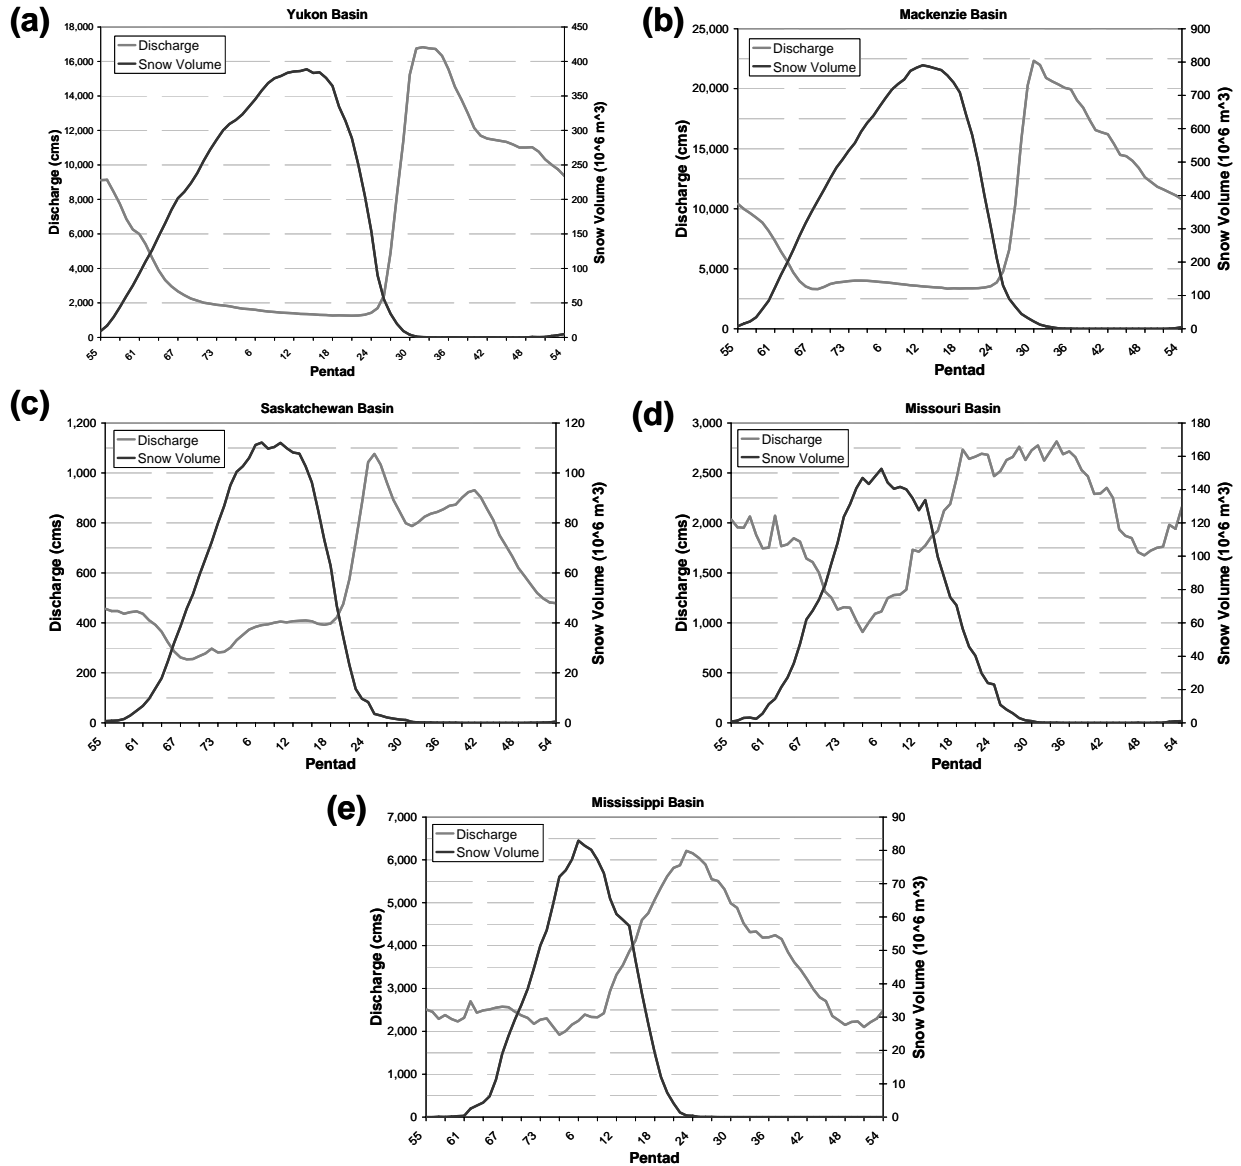 (a)
Yukon Basin
Discharge
Snow Volume
18,000
16,000
14,000
12,000
10,000
8,000
6,000
4,000
2,000
0
Discharge (cms)
450
400
350
300
250
200
150
100
50
0
Snow Volume (10^6 m^3)
55 61 67 73 6 12 18 24 30 36 42 48 54
Pentad
(b)
Mackenzie Basin
Discharge
Snow Volume
25,000
20,000
15,000
10,000
5,000
0
Discharge (cms)
900
800
700
600
500
400
300
200
100
0
Snow Volume (10^6 m^3)
55 61 67 73 6 12 18 24 30 36 42 48 54
Pentad
(c)
Saskatchewan Basin
Discharge
Snow Volume
1,200
1,000
800
600
400
200
0
Discharge (cms)
120
100
80
60
40
20
0
Snow Volume (10^6 m^3)
55 61 67 73 6 12 18 24 30 36 42 48 54
Pentad
(d)
Missouri Basin
Discharge
Snow Volume
3,000
2,500
2,000
1,500
1,000
500
0
Discharge (cms)
180
160
140
120
100
80
60
40
20
0
Snow Volume (10^6 m^3)
55 61 67 73 6 12 18 24 30 36 42 48 54
Pentad
(e)
Mississippi Basin
Discharge
Snow Volume
7,000
6,000
5,000
4,000
3,000
2,000
1,000
0
Discharge (cms)
90
80
70
60
50
40
30
20
10
0
Snow Volume (10^6 m^3)
55 61 67 73 6 12 18 24 30 36 42 48 54
Pentad